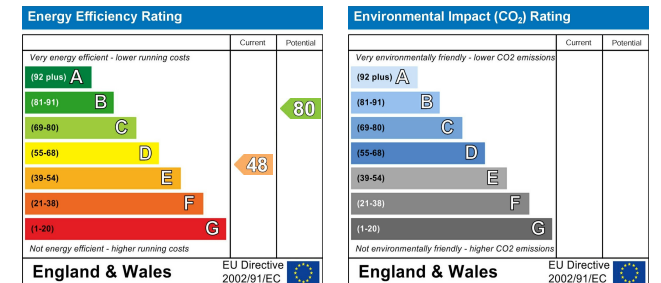 Energy Efficiency Rating
Current Potential
Very energy efficient - lower running costs
(92 plus) A
(81-91) B
80
(69-80) C
(55-68) D
48
(39-54) E
(21-38) F
(1-20) G
Not energy efficient - higher running costs
England & Wales
EU Directive
2002/91/EC
Environmental Impact (CO2) Rating
Current Potential
Very environmentally friendly - lower CO2 emissions
(92 plus) A
(81-91) B
(69-80) C
(55-68) D
(39-54) E
(21-38) F
(1-20) G
Not environmentally friendly - higher CO2 emissions
England & Wales
EU Directive
2002/91/EC